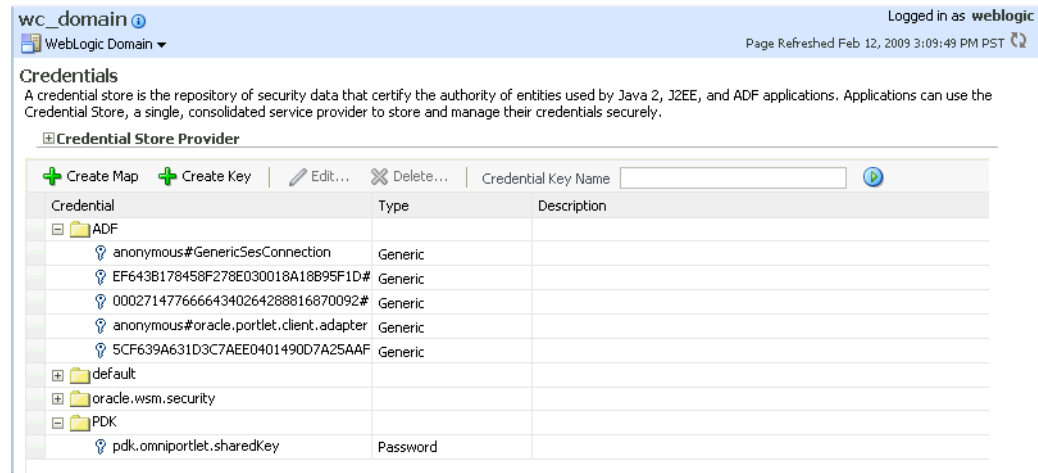 wc_domain
Logged in as weblogic
WebLogic Domain
Page Refreshed Feb 12, 2009 3:09:49 PM PST
Credentials
A credential store is the repository of security data that certify the authority of entities used by Java 2, J2EE, and ADF applications. Applications can use the
Credential Store, a single, consolidated service provider to store and manage their credentials securely.
Credential Store Provider
Create Map Create Key Edit... Delete... Credential Key Name
Credential Type Description
ADF
anonymous#GenericSesConnection Generic
EF643B178458F278E030018A18B95F1D# Generic
00027147766664340264288816870092# Generic
anonymous#oracle.portlet.client.adapter Generic
5CF639A631D3C7AEE0401490D7A25AAF Generic
default
oracle.wsm.security
PDK
pdk.omniportlet.sharedKey Password